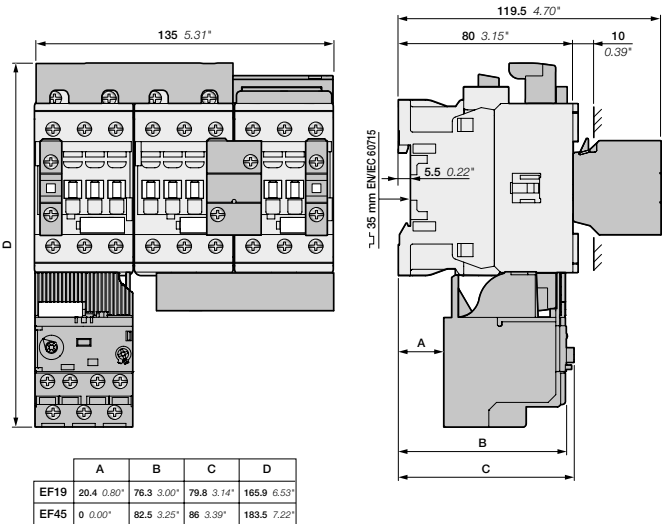 119.5 4.70"
135 5.31"
80 3.15"
10
0.39"
5.5 0.22"
35 mm EN/IEC 60715
D
A
B
C
A B C D
EF19 20.4 0.80" 76.3 3.00" 79.8 3.14" 165.9 6.53"
EF45 0 0.00" 82.5 3.25" 86 3.39" 183.5 7.22"